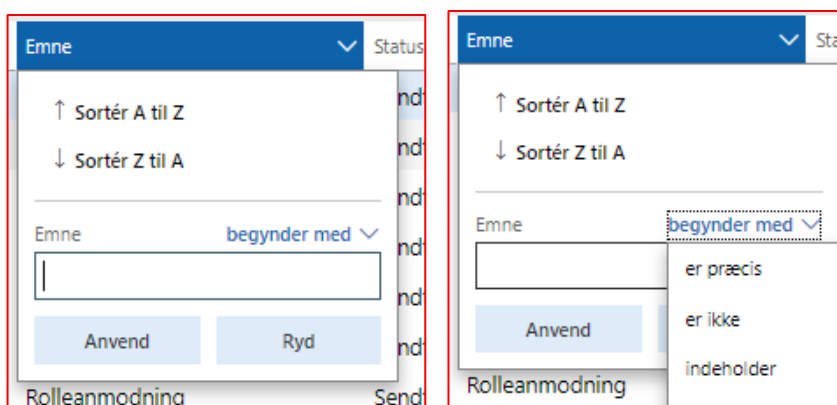 Emne
Status
Sortér A til Z
Sortér Z til A
Emne
begynder med
Anvend
Ryd
Rolleanmodning
Emne
Sortér A til Z
Sortér Z til A
Emne
begynder med
er præcis
er ikke
indeholder
Anvend
Rolleanmodning